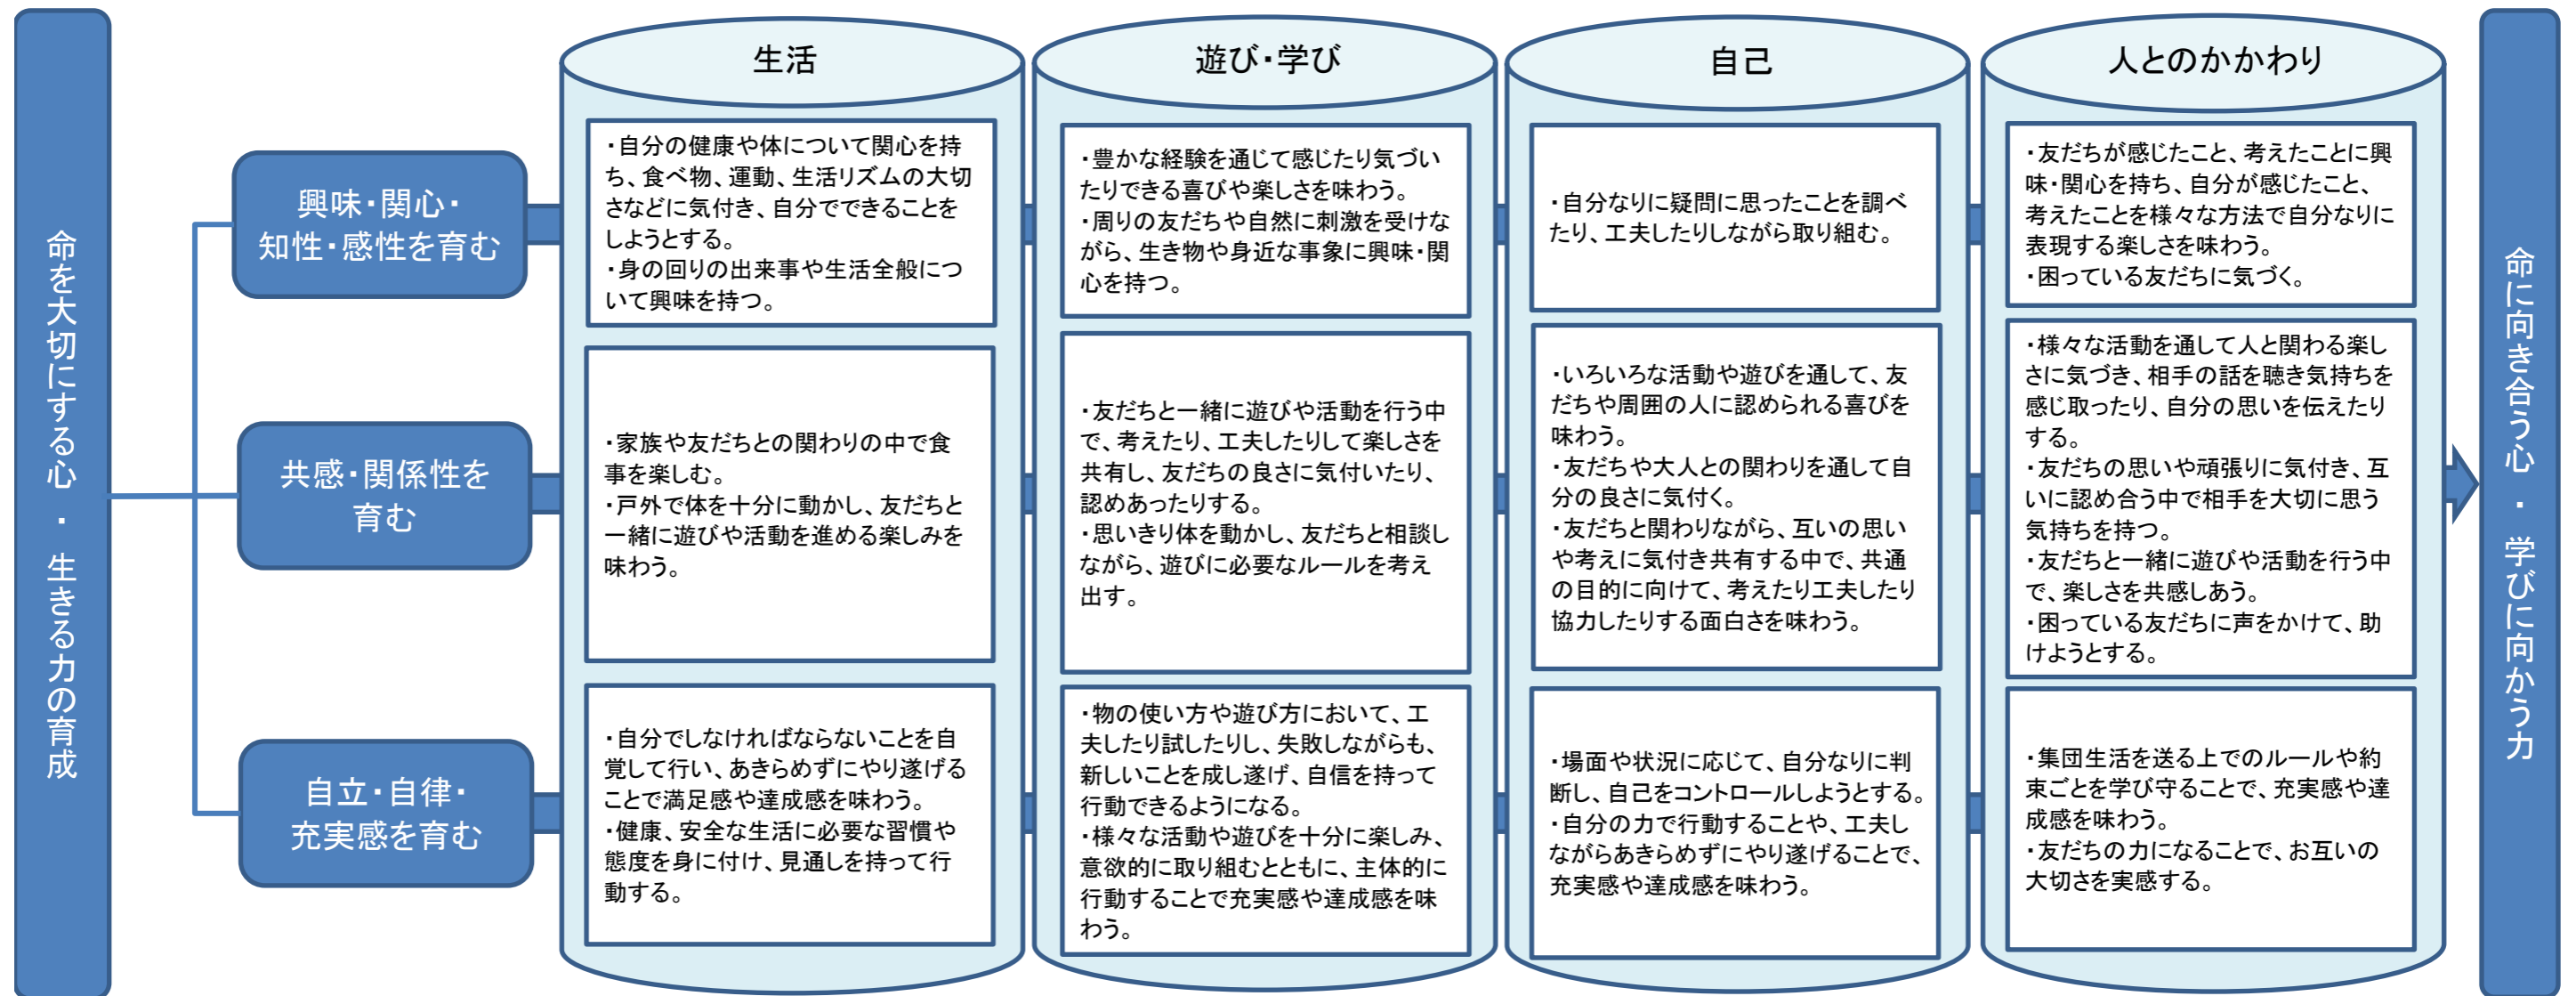 命を大切にする心 ・ 生きる力の育成
生活
遊び・学び
自己
人とのかかわり
興味・関心・
知性・感性を育む
・自分の健康や体について関心を持
ち、食べ物、運動、生活リズムの大切
さなどに気付き、自分でできることを
しようとする。
・身の回りの出来事や生活全般につ
いて興味を持つ。
・豊かな経験を通じて感じたり気づい
たりできる喜びや楽しさを味わう。
・周りの友だちや自然に刺激を受けな
がら、生き物や身近な事象に興味・関
心を持つ。
・自分なりに疑問に思ったことを調べ
たり、工夫したりしながら取り組む。
・友だちが感じたこと、考えたことに興
味・関心を持ち、自分が感じたこと、
考えたことを様々な方法で自分なりに
表現する楽しさを味わう。
・困っている友だちに気づく。
共感・関係性を
育む
・家族や友だちとの関わりの中で食
事を楽しむ。
・戸外で体を十分に動かし、友だちと
一緒に遊びや活動を進める楽しみを
味わう。
・友だちと一緒に遊びや活動を行う中
で、考えたり、工夫したりして楽しさを
共有し、友だちの良さに気付いたり、
認めあったりする。
・思いきり体を動かし、友だちと相談し
ながら、遊びに必要なルールを考え
出す。
・いろいろな活動や遊びを通して、友
だちや周囲の人に認められる喜びを
味わう。
・友だちや大人との関わりを通して自
分の良さに気付く。
・友だちと関わりながら、互いの思い
や考えに気付き共有する中で、共通
の目的に向けて、考えたり工夫したり
協力したりする面白さを味わう。
・様々な活動を通して人と関わる楽し
さに気づき、相手の話を聴き気持ちを
感じ取ったり、自分の思いを伝えたり
する。
・友だちの思いや頑張りに気付き、互
いに認め合う中で相手を大切に思う
気持ちを持つ。
・友だちと一緒に遊びや活動を行う中
で、楽しさを共感しあう。
・困っている友だちに声をかけて、助
けようとする。
自立・自律・
充実感を育む
・自分でしなければならないことを自
覚して行い、あきらめずにやり遂げる
ことで満足感や達成感を味わう。
・健康、安全な生活に必要な習慣や
態度を身に付け、見通しを持って行
動する。
・物の使い方や遊び方において、工
夫したり試したりし、失敗しながらも、
新しいことを成し遂げ、自信を持って
行動できるようになる。
・様々な活動や遊びを十分に楽しみ、
意欲的に取り組むとともに、主体的に
行動することで充実感や達成感を味
わう。
・場面や状況に応じて、自分なりに判
断し、自己をコントロールしようとする。
・自分の力で行動することや、工夫し
ながらあきらめずにやり遂げることで、
充実感や達成感を味わう。
・集団生活を送る上でのルールや約
束ごとを学び守ることで、充実感や達
成感を味わう。
・友だちの力になることで、お互いの
大切さを実感する。
命に向き合う心 ・ 学びに向かう力